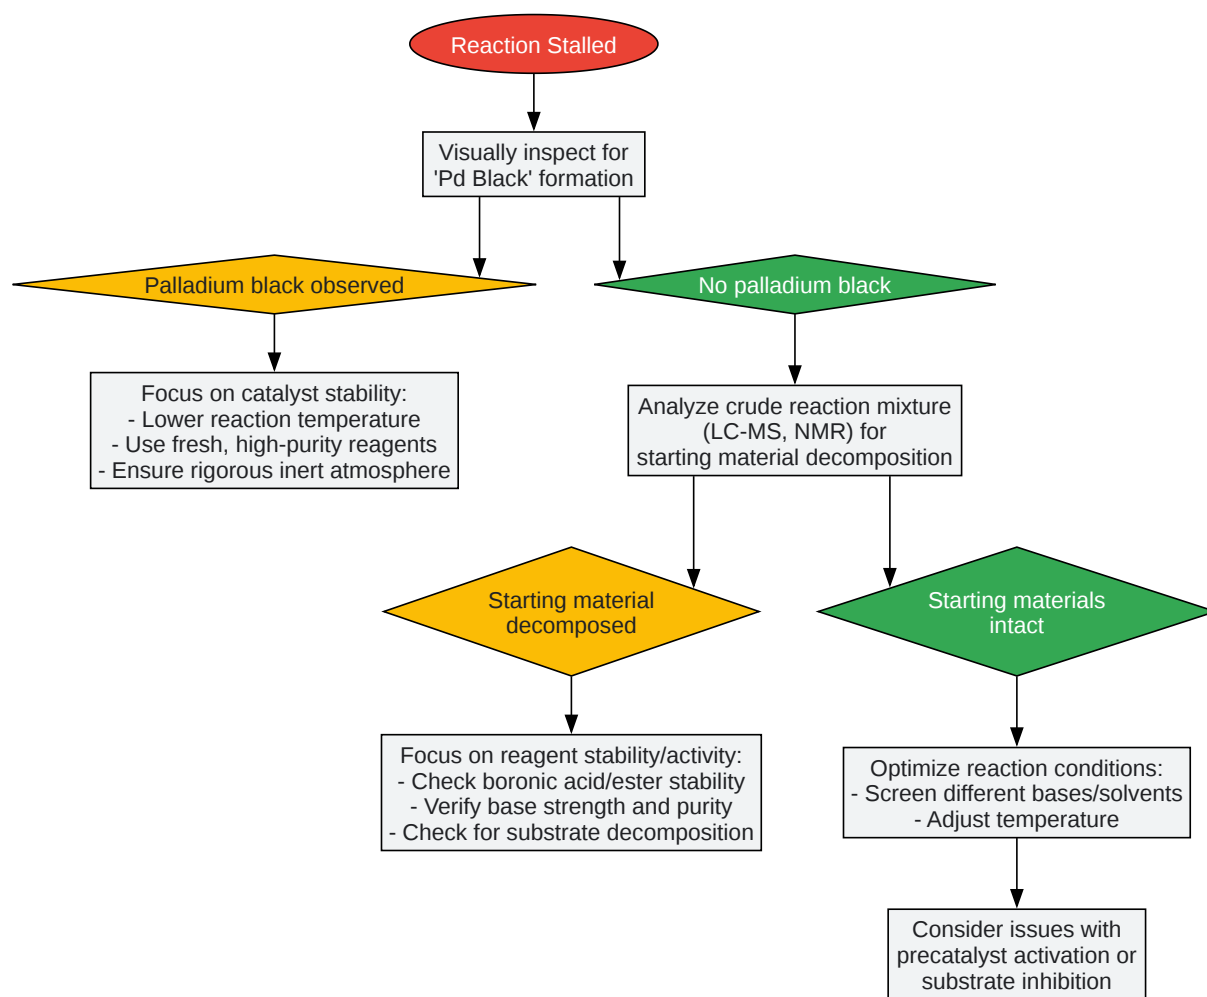 Reaction Stalled
Visually inspect for
'Pd Black' formation
Palladium black observed
No palladium black
Focus on catalyst stability:
- Lower reaction temperature
- Use fresh, high-purity reagents
- Ensure rigorous inert atmosphere
Analyze crude reaction mixture
(LC-MS, NMR) for
starting material decomposition
Starting material
decomposed
Starting materials
intact
Focus on reagent stability/activity:
- Check boronic acid/ester stability
- Verify base strength and purity
- Check for substrate decomposition
Optimize reaction conditions:
- Screen different bases/solvents
- Adjust temperature
Consider issues with
precatalyst activation or
substrate inhibition